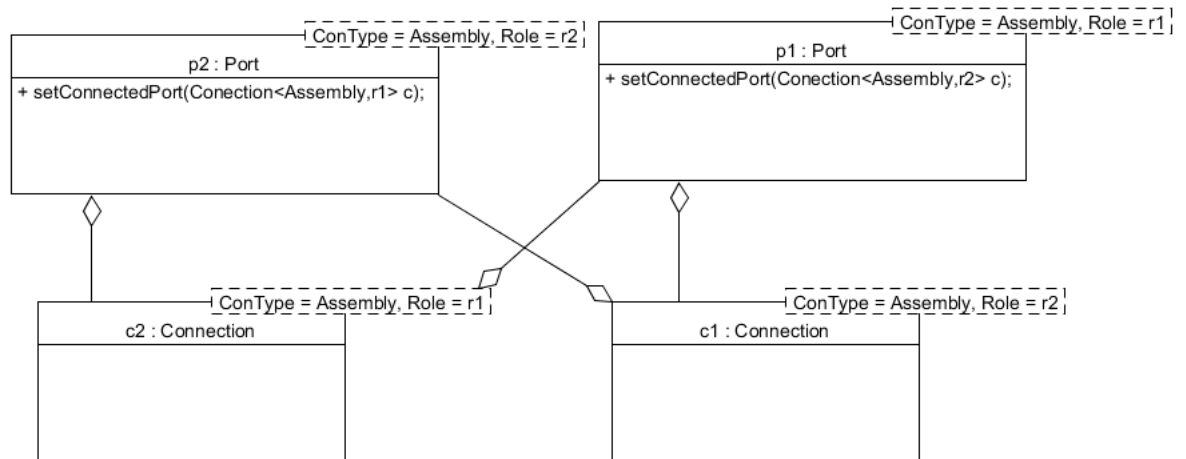 ConType = Assembly, Role = r2
p2 : Port
+ setConnectedPort(Conection<Assembly,r1> c);
ConType = Assembly, Role = r1
p1 : Port
+ setConnectedPort(Conection<Assembly,r2> c);
ConType = Assembly, Role = r1
c2 : Connection
ConType = Assembly, Role = r2
c1 : Connection